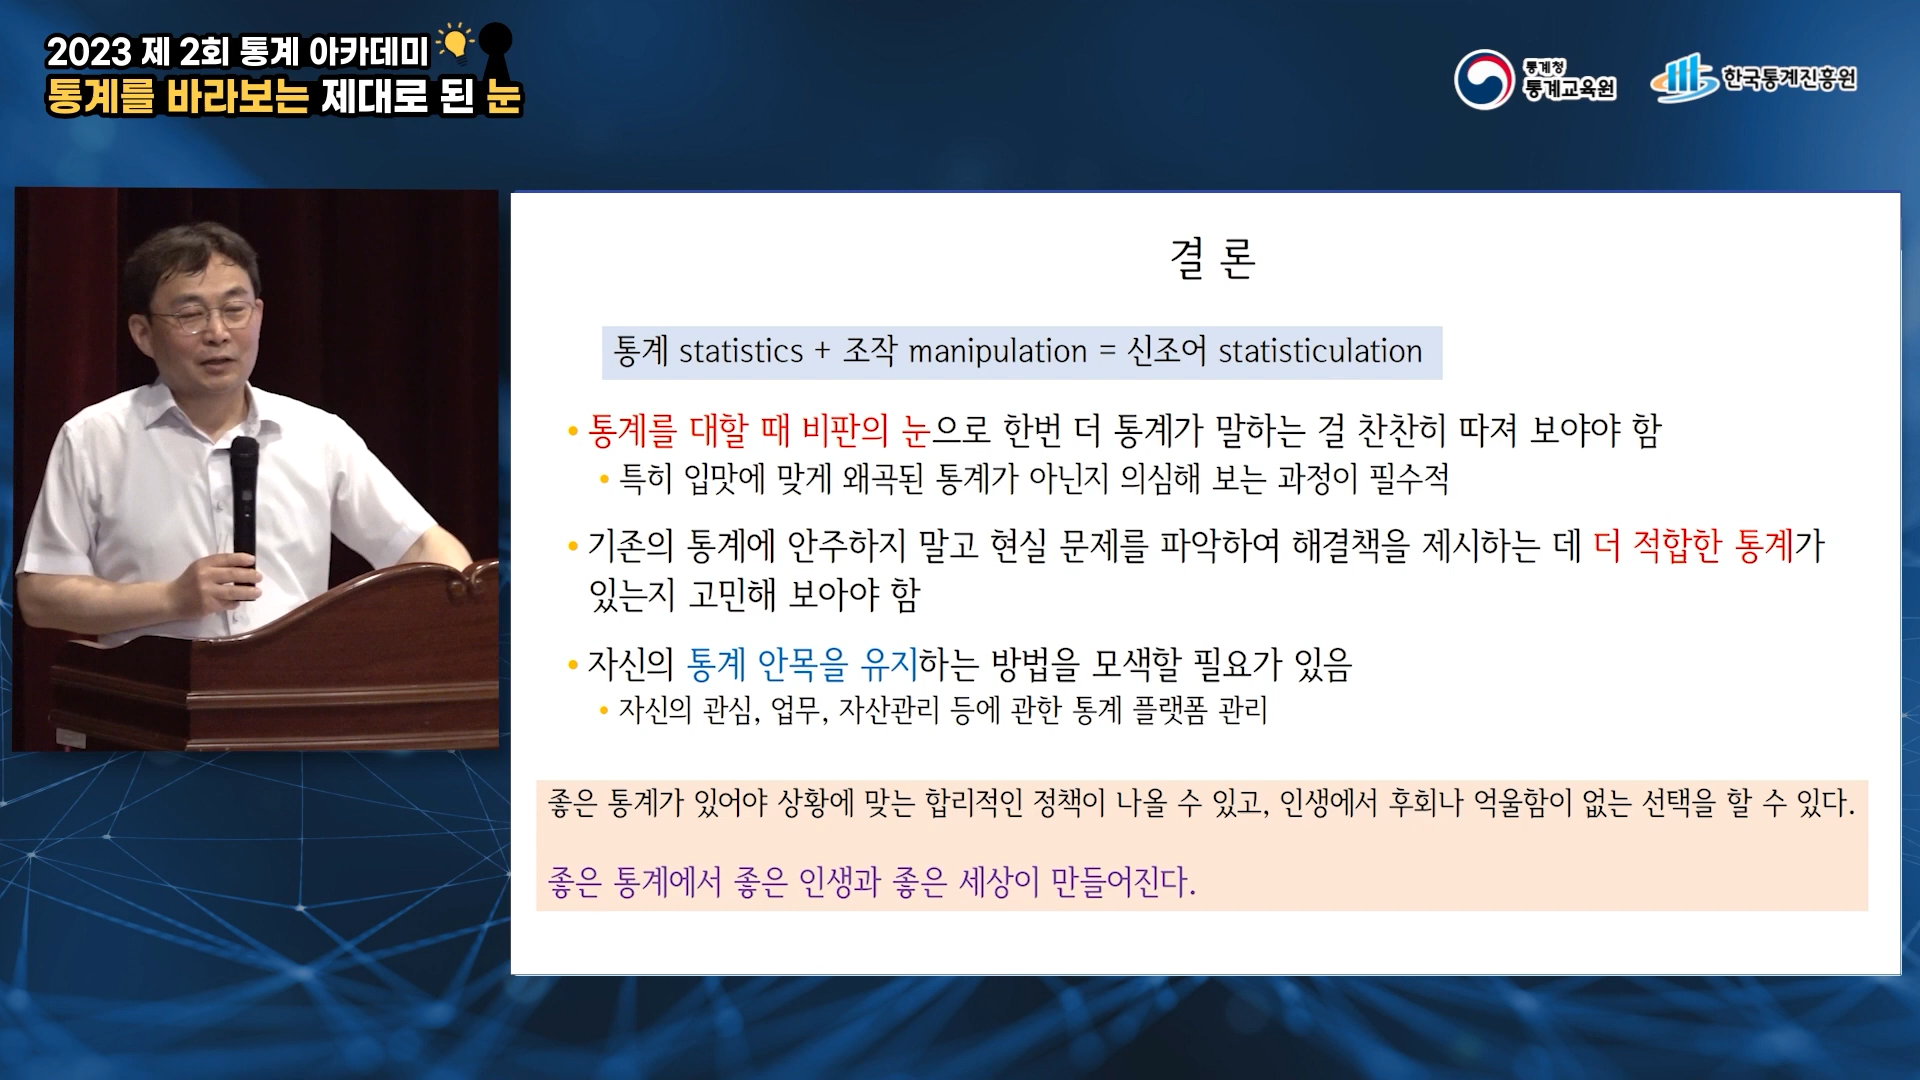 2023 제 2회 통계 아카데미
통계를 바라보는 제대로 된 눈
통계청
통계교육원
한국통계진흥원
결 론
통계 statistics + 조작 manipulation = 신조어 statisticulation
• 통계를 대할 때 비판의 눈으로 한번 더 통계가 말하는 걸 찬찬히 따져 보야야 함
• 특히 입맛에 맞게 왜곡된 통계가 아닌지 의심해 보는 과정이 필수적
• 기존의 통계에 안주하지 말고 현실 문제를 파악하여 해결책을 제시하는 데 더 적합한 통계가
있는지 고민해 보아야 함
• 자신의 통계 안목을 유지하는 방법을 모색할 필요가 있음
• 자신의 관심, 업무, 자산관리 등에 관한 통계 플랫폼 관리
좋은 통계가 있어야 상황에 맞는 합리적인 정책이 나올 수 있고, 인생에서 후회나 억울함이 없는 선택을 할 수 있다.
좋은 통계에서 좋은 인생과 좋은 세상이 만들어진다.